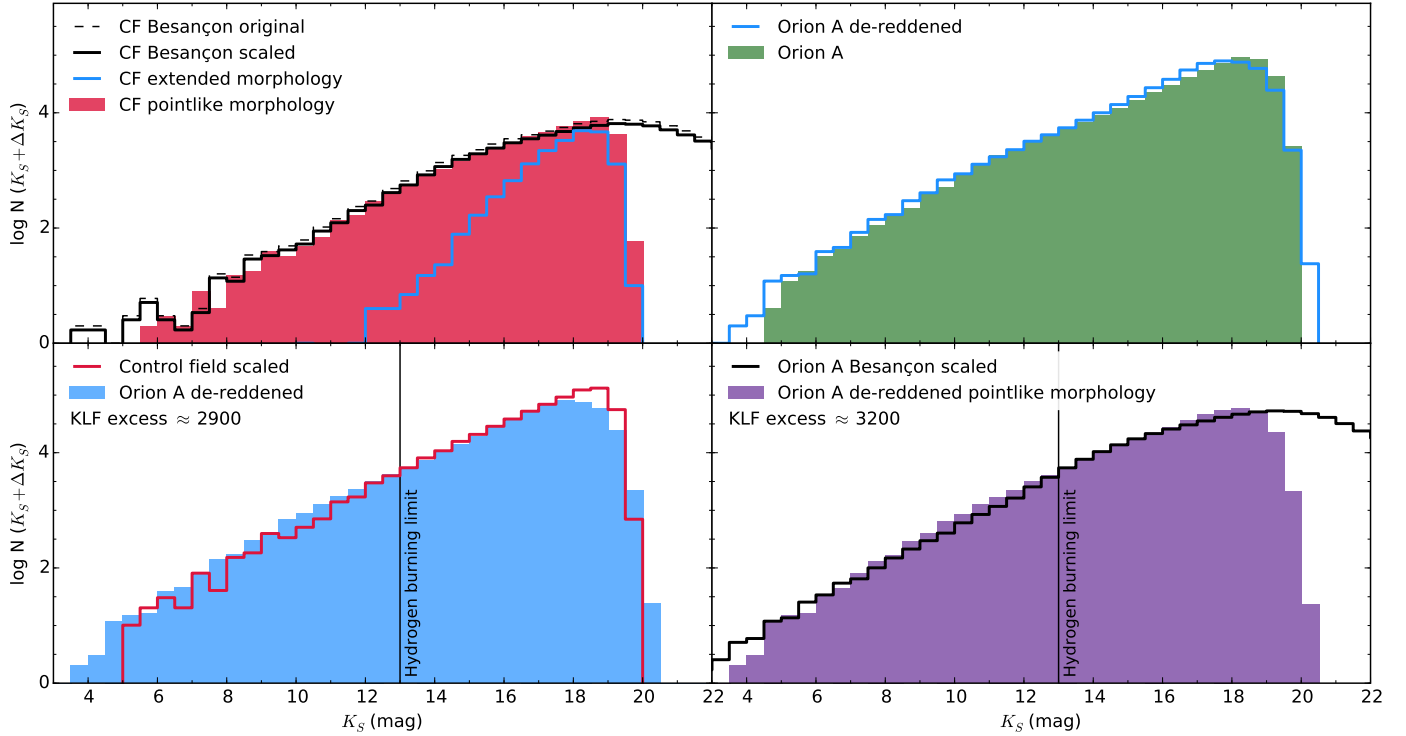 CF Besançon original
CF Besançon scaled
CF extended morphology
CF pointlike morphology
log N (K_S + ΔK_S)
4
2
0
Orion A de-reddened
Orion A
Control field scaled
Orion A de-reddened
KLF excess ≈ 2900
Hydrogen burning limit
log N (K_S + ΔK_S)
4
2
0
4 6 8 10 12 14 16 18 20 22
K_S (mag)
Orion A Besançon scaled
Orion A de-reddened pointlike morphology
KLF excess ≈ 3200
Hydrogen burning limit
4 6 8 10 12 14 16 18 20 22
K_S (mag)